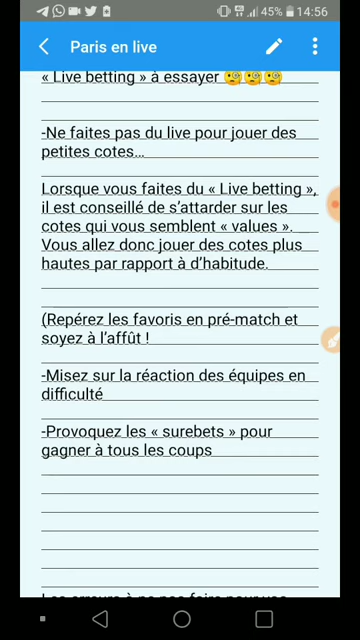 45% 14:56
Paris en live
« Live betting » à essayer 🧐🧐🧐
-Ne faites pas du live pour jouer des
petites cotes…
Lorsque vous faites du « Live betting »,
il est conseillé de s’attarder sur les
cotes qui vous semblent « values ».
Vous allez donc jouer des cotes plus
hautes par rapport à d’habitude.
(Repérez les favoris en pré-match et
soyez à l’affût !
-Misez sur la réaction des équipes en
difficulté
-Provoquez les « surebets » pour
gagner à tous les coups